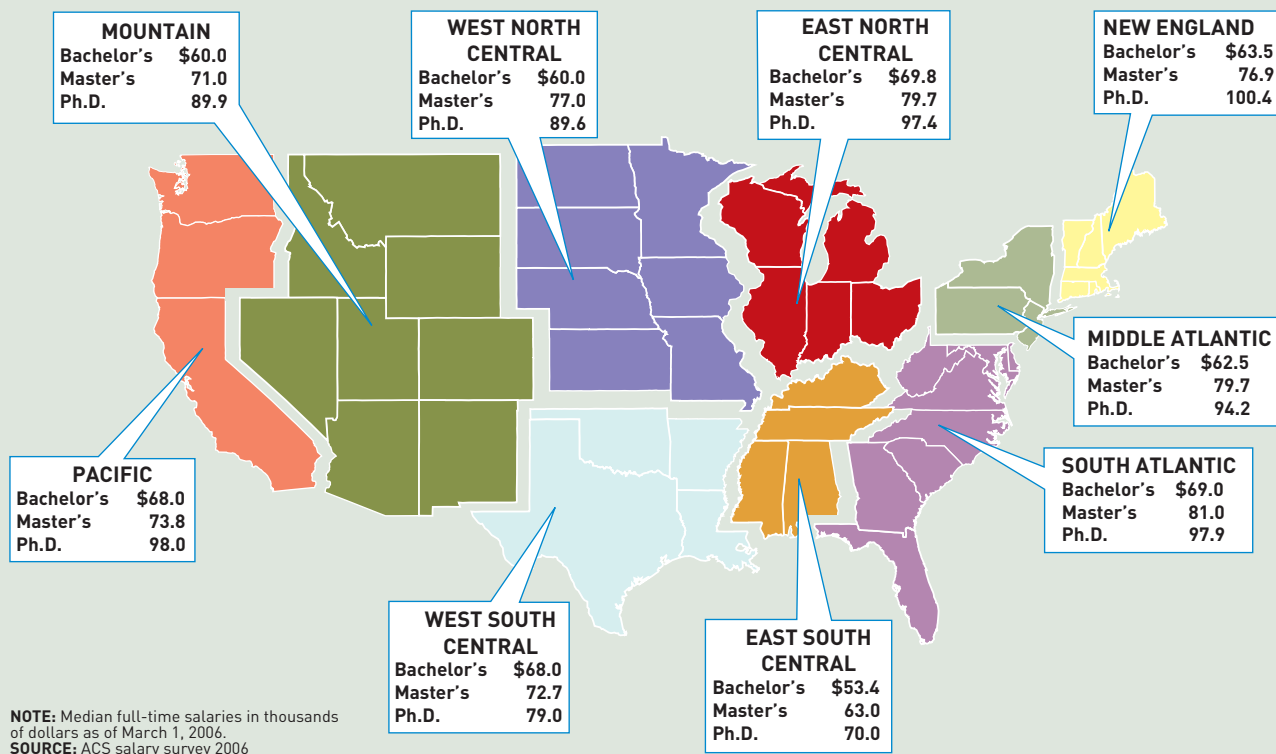 MOUNTAIN
Bachelor's $60.0
Master's 71.0
Ph.D. 89.9
WEST NORTH
CENTRAL
Bachelor's $60.0
Master's 77.0
Ph.D. 89.6
EAST NORTH
CENTRAL
Bachelor's $69.8
Master's 79.7
Ph.D. 97.4
NEW ENGLAND
Bachelor's $63.5
Master's 76.9
Ph.D. 100.4
MIDDLE ATLANTIC
Bachelor's $62.5
Master's 79.7
Ph.D. 94.2
PACIFIC
Bachelor's $68.0
Master's 73.8
Ph.D. 98.0
SOUTH ATLANTIC
Bachelor's $69.0
Master's 81.0
Ph.D. 97.9
WEST SOUTH
CENTRAL
Bachelor's $68.0
Master's 72.7
Ph.D. 79.0
EAST SOUTH
CENTRAL
Bachelor's $53.4
Master's 63.0
Ph.D. 70.0
NOTE: Median full-time salaries in thousands
of dollars as of March 1, 2006.
SOURCE: ACS salary survey 2006